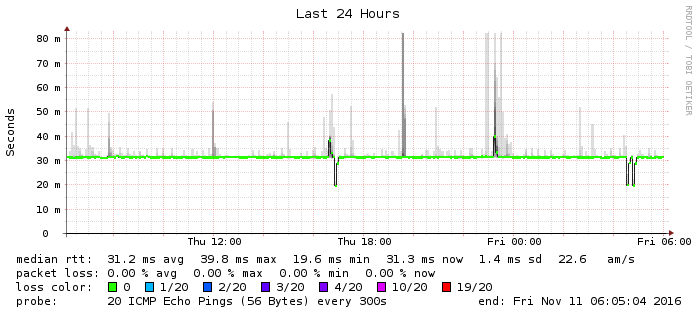 Last 24 Hours
RRDTOOL / TOBI OETIKER
Seconds
80 m
70 m
60 m
50 m
40 m
30 m
20 m
10 m
0
Thu 12:00 Thu 18:00 Fri 00:00 Fri 06:00
median rtt: 31.2 ms avg 39.8 ms max 19.6 ms min 31.3 ms now 1.4 ms sd 22.6 am/s
packet loss: 0.00 % avg 0.00 % max 0.00 % min 0.00 % now
loss color: 0 1/20 2/20 3/20 4/20 10/20 19/20
probe: 20 ICMP Echo Pings (56 Bytes) every 300s end: Fri Nov 11 06:05:04 2016